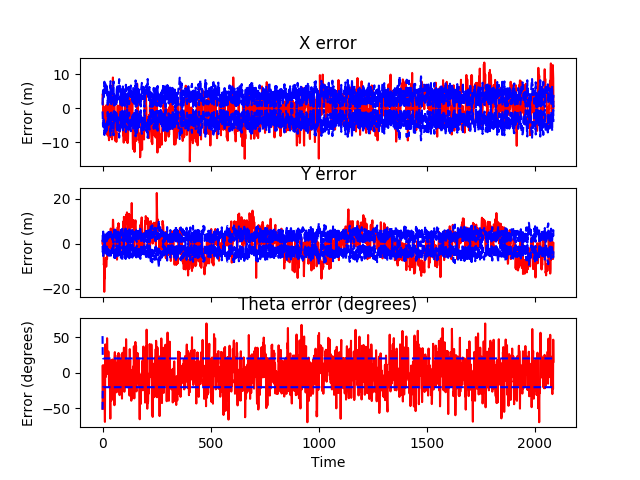 X error
10
0
−10
Error (m)
Y error
20
0
−20
Error (m)
Theta error (degrees)
50
0
−50
Error (degrees)
0
500
1000
1500
2000
Time